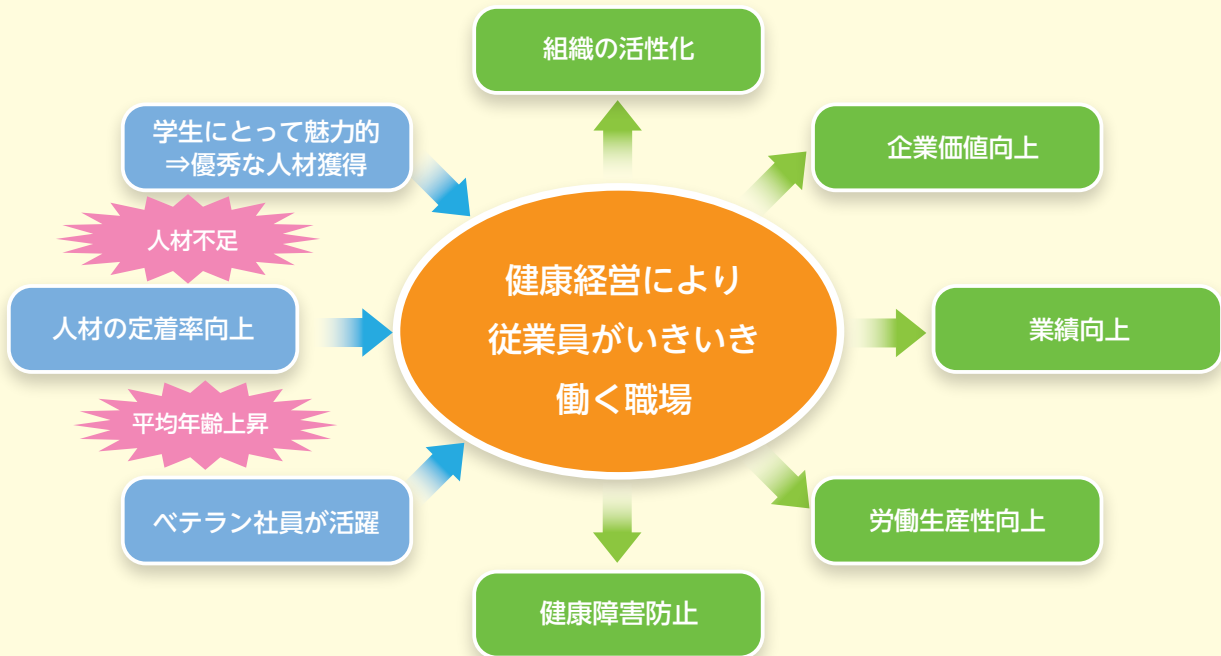 組織の活性化
学生にとって魅力的
⇒優秀な人材獲得
企業価値向上
人材不足
健康経営により
従業員がいきいき
働く職場
人材の定着率向上
業績向上
平均年齢上昇
ベテラン社員が活躍
労働生産性向上
健康障害防止